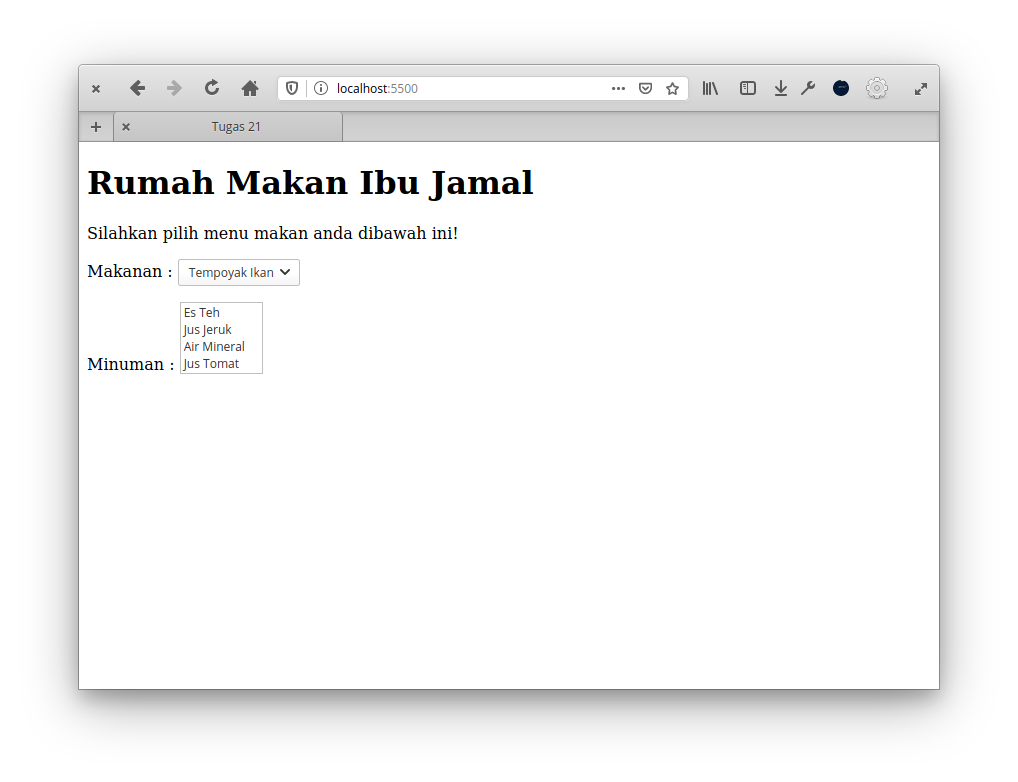 localhost:5500
Tugas 21
Rumah Makan Ibu Jamal
Silahkan pilih menu makan anda dibawah ini!
Makanan : Tempoyak Ikan
Es Teh
Jus Jeruk
Air Mineral
Jus Tomat
Minuman :